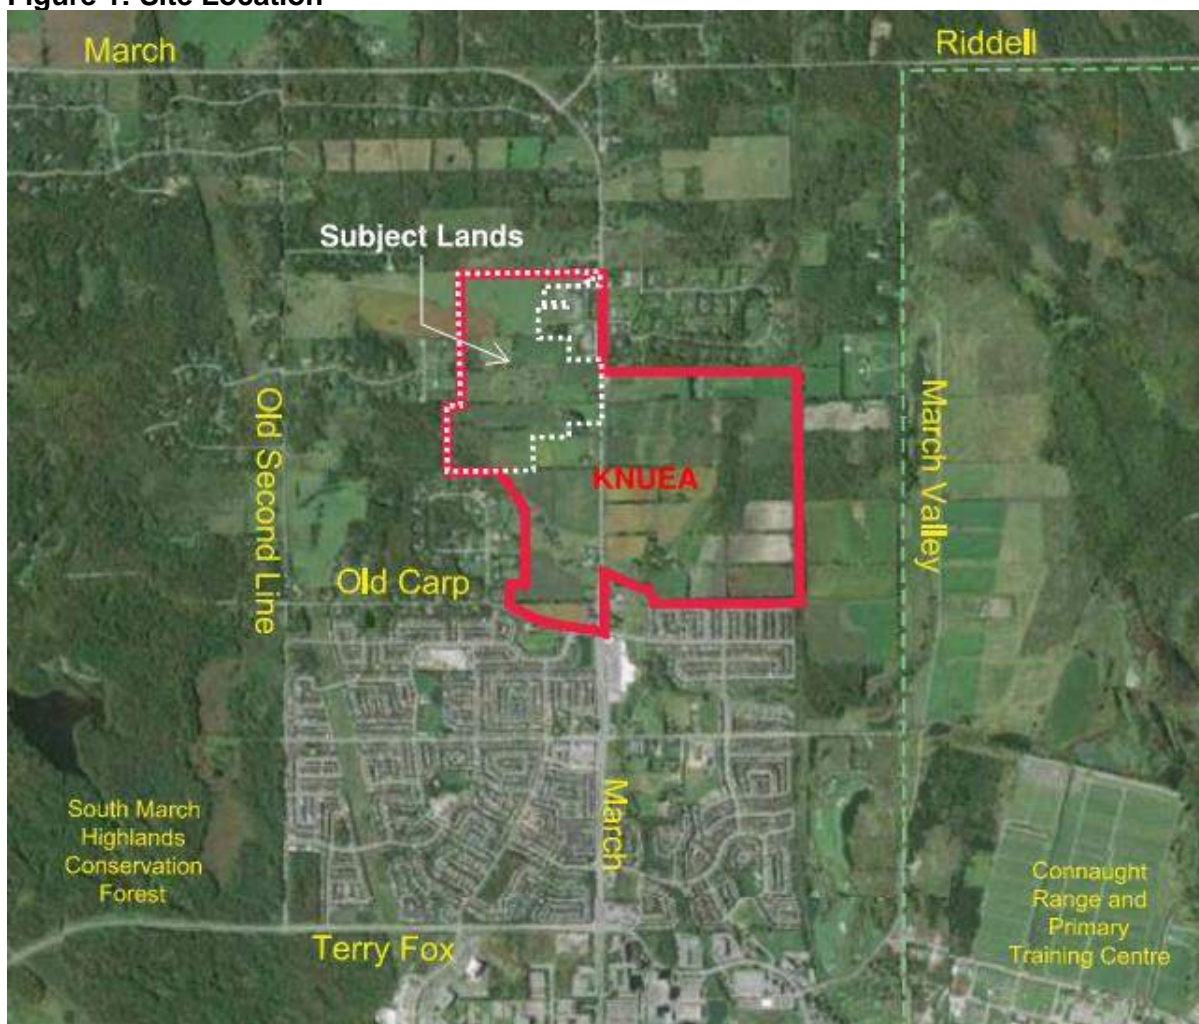 Figure 1: Site Location
March
Riddell
Subject Lands
Old Second Line
March Valley
KNUEA
Old Carp
March
South March
Highlands
Conservation
Forest
Connaught
Range and
Primary
Training Centre
Terry Fox